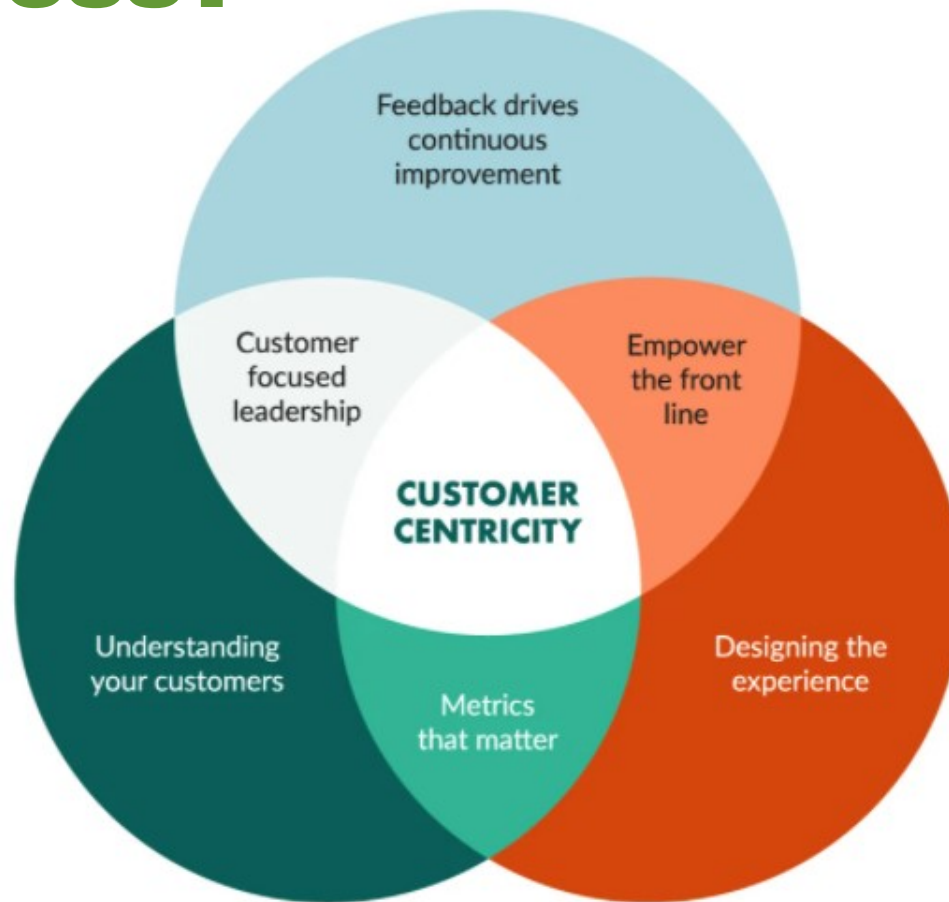 Feedback drives
continuous
improvement
Customer
focused
leadership
Empower
the front
line
CUSTOMER
CENTRICITY
Understanding
your customers
Designing the
experience
Metrics
that matter